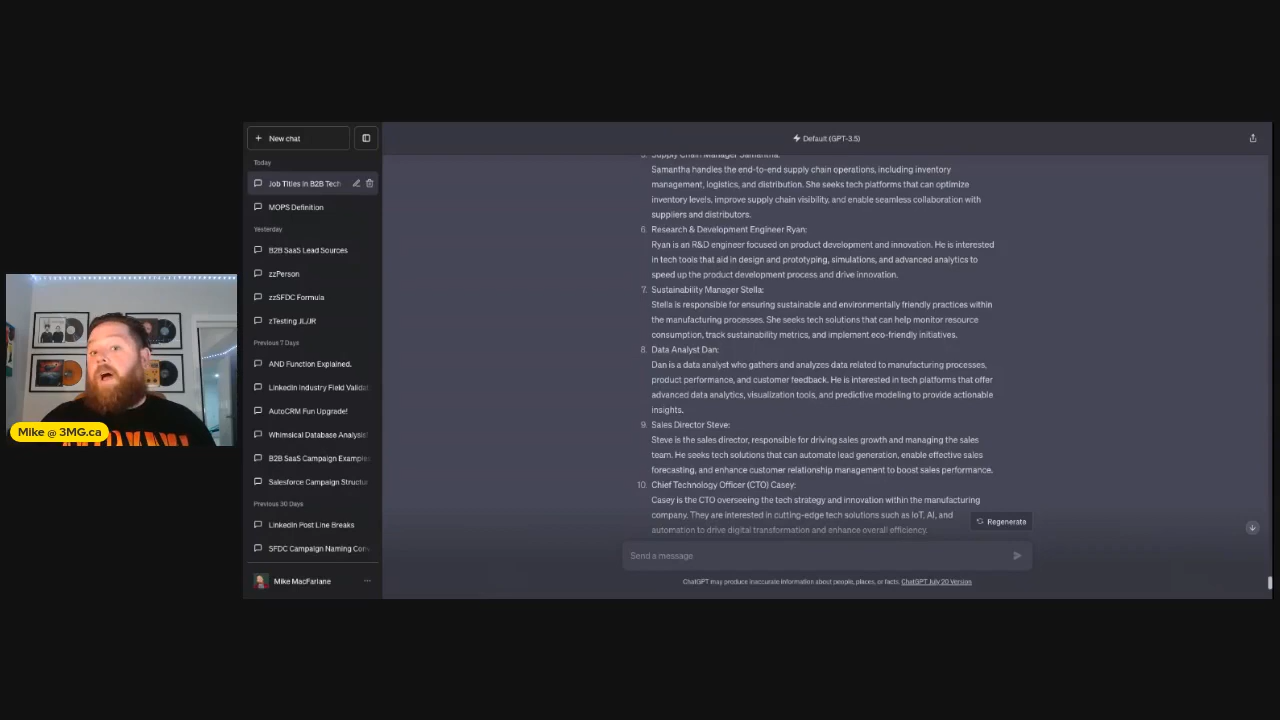 New chat
Default (GPT-3.5)
Today
Job Titles in B2B Tech
MOPS Definition
Yesterday
B2B SaaS Lead Sources
zzPerson
zzSFDC Formula
zTesting JL/JR
Previous 7 Days
AND Function Explained.
LinkedIn Industry Field Validat
AutoCRM Fun Upgrade!
Whimsical Database Analysis!
B2B SaaS Campaign Examples
Salesforce Campaign Structu
Previous 30 Days
LinkedIn Post Line Breaks
SFDC Campaign Naming Con
Mike MacFarlane
Mike @ 3MG.ca
Supply Chain Manager Samantha:
Samantha handles the end-to-end supply chain operations, including inventory
management, logistics, and distribution. She seeks tech platforms that can optimize
inventory levels, improve supply chain visibility, and enable seamless collaboration with
suppliers and distributors.
6. Research & Development Engineer Ryan:
Ryan is an R&D engineer focused on product development and innovation. He is interested
in tech tools that aid in design and prototyping, simulations, and advanced analytics to
speed up the product development process and drive innovation.
7. Sustainability Manager Stella:
Stella is responsible for ensuring sustainable and environmentally friendly practices within
the manufacturing processes. She seeks tech solutions that can help monitor resource
consumption, track sustainability metrics, and implement eco-friendly initiatives.
8. Data Analyst Dan:
Dan is a data analyst who gathers and analyzes data related to manufacturing processes,
product performance, and customer feedback. He is interested in tech platforms that offer
advanced data analytics, visualization tools, and predictive modeling to provide actionable
insights.
9. Sales Director Steve:
Steve is the sales director, responsible for driving sales growth and managing the sales
team. He seeks tech solutions that can automate lead generation, enable effective sales
forecasting, and enhance customer relationship management to boost sales performance.
10. Chief Technology Officer (CTO) Casey:
Casey is the CTO overseeing the tech strategy and innovation within the manufacturing
company. They are interested in cutting-edge tech solutions such as IoT, AI, and
automation to drive digital transformation and enhance overall efficiency.
Regenerate
Send a message
ChatGPT may produce inaccurate information about people, places, or facts. ChatGPT July 20 Version